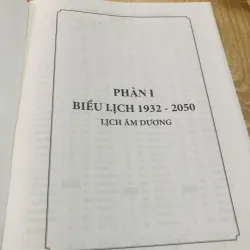 PHẦN I
BIỂU LỊCH 1932 - 2050
LỊCH ÂM DƯƠNG